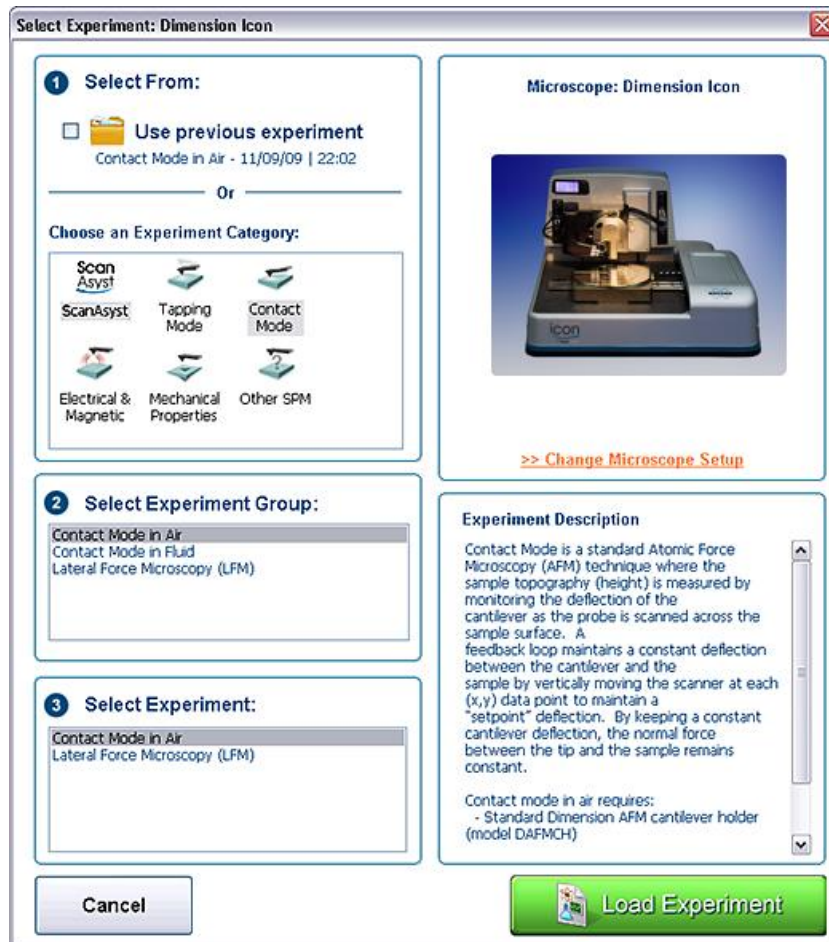 Select Experiment: Dimension Icon
1 Select From:
Use previous experiment
Contact Mode in Air - 11/09/09 | 22:02
Or
Choose an Experiment Category:
Scan
Asyst
ScanAsyst
Tapping
Mode
Contact
Mode
Electrical &
Magnetic
Mechanical
Properties
?
Other SPM
2 Select Experiment Group:
Contact Mode in Air
Contact Mode in Fluid
Lateral Force Microscopy (LFM)
3 Select Experiment:
Contact Mode in Air
Lateral Force Microscopy (LFM)
Cancel
Microscope: Dimension Icon
icon
>> Change Microscope Setup
Experiment Description
Contact Mode is a standard Atomic Force
Microscopy (AFM) technique where the
sample topography (height) is measured by
monitoring the deflection of the
cantilever as the probe is scanned across the
sample surface. A
feedback loop maintains a constant deflection
between the cantilever and the
sample by vertically moving the scanner at each
(x,y) data point to maintain a
"setpoint" deflection. By keeping a constant
cantilever deflection, the normal force
between the tip and the sample remains
constant.
Contact mode in air requires:
- Standard Dimension AFM cantilever holder
(model DAFMCH)
Load Experiment